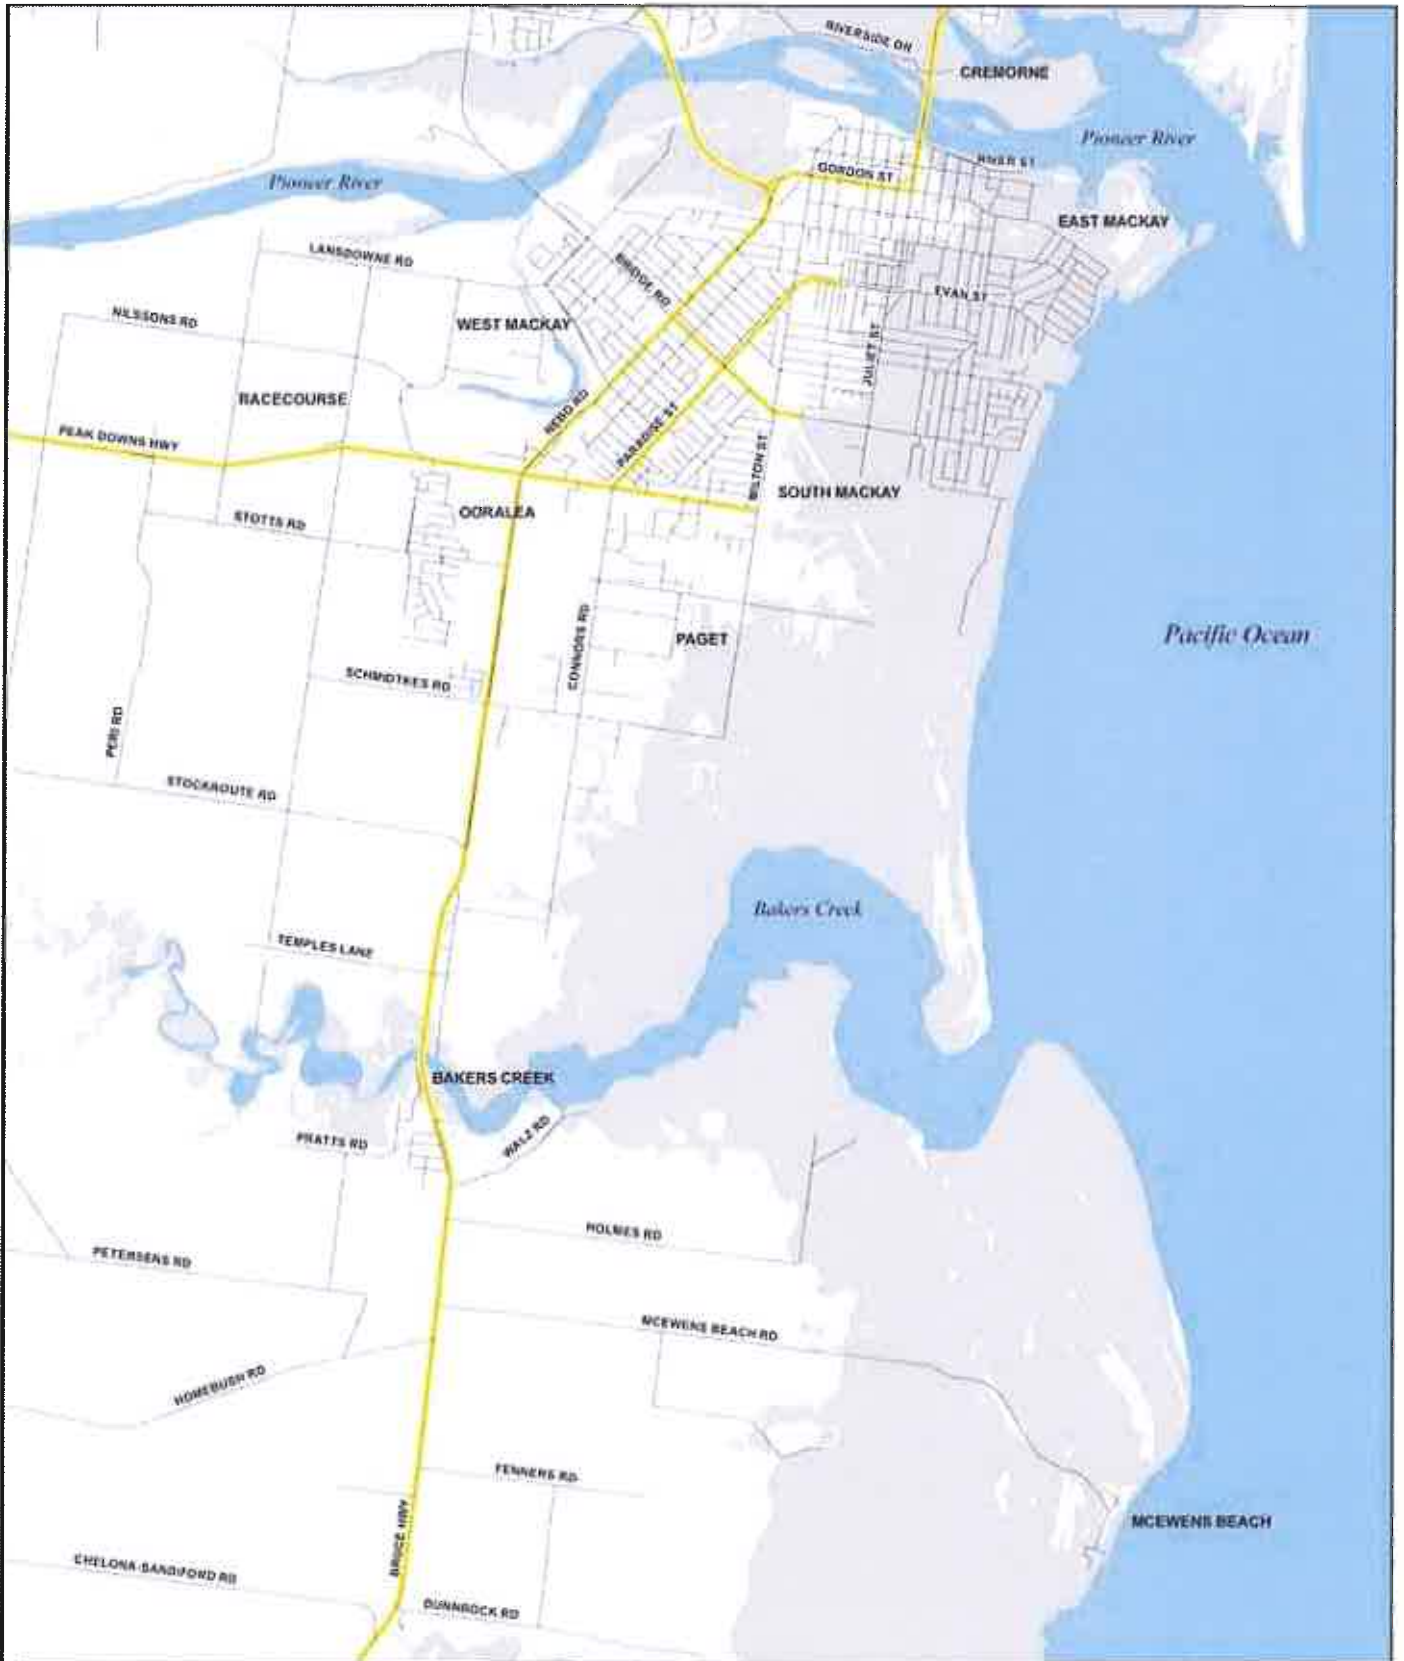 RIVERSIDE DR
CREMORNE
Pioneer River
RIVER ST
GORDON ST
Pioneer River
EAST MACKAY
LANSDOWNE RD
BRIDGE RD
EVAN ST
NILSSONS RD
WEST MACKAY
JULIET ST
RACECOURSE
NEBO RD
PEAK DOWNS HWY
PARADISE ST
MILTON ST
SOUTH MACKAY
OORALEA
STOTTS RD
Pacific Ocean
CONNORS RD
PAGET
SCHMIDTKES RD
PERI RD
STOCKROUTE RD
Bakers Creek
TEMPLES LANE
BAKERS CREEK
WALZ RD
PRATTS RD
HOLMES RD
PETERSENS RD
MCEWENS BEACH RD
HOMEBUSH RD
FENNERS RD
BRUCE HWY
MCEWENS BEACH
CHELONA-SANDIFORD RD
DUNNROCK RD